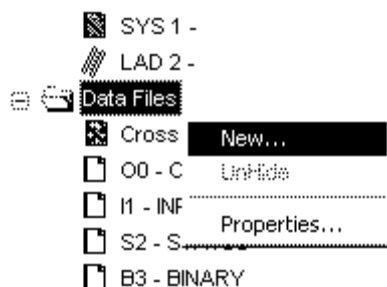 SYS 1 -
LAD 2 -
Data Files
Cross
New...
O0 - O
UnHide
I1 - INF
Properties...
S2 - S
B3 - BINARY